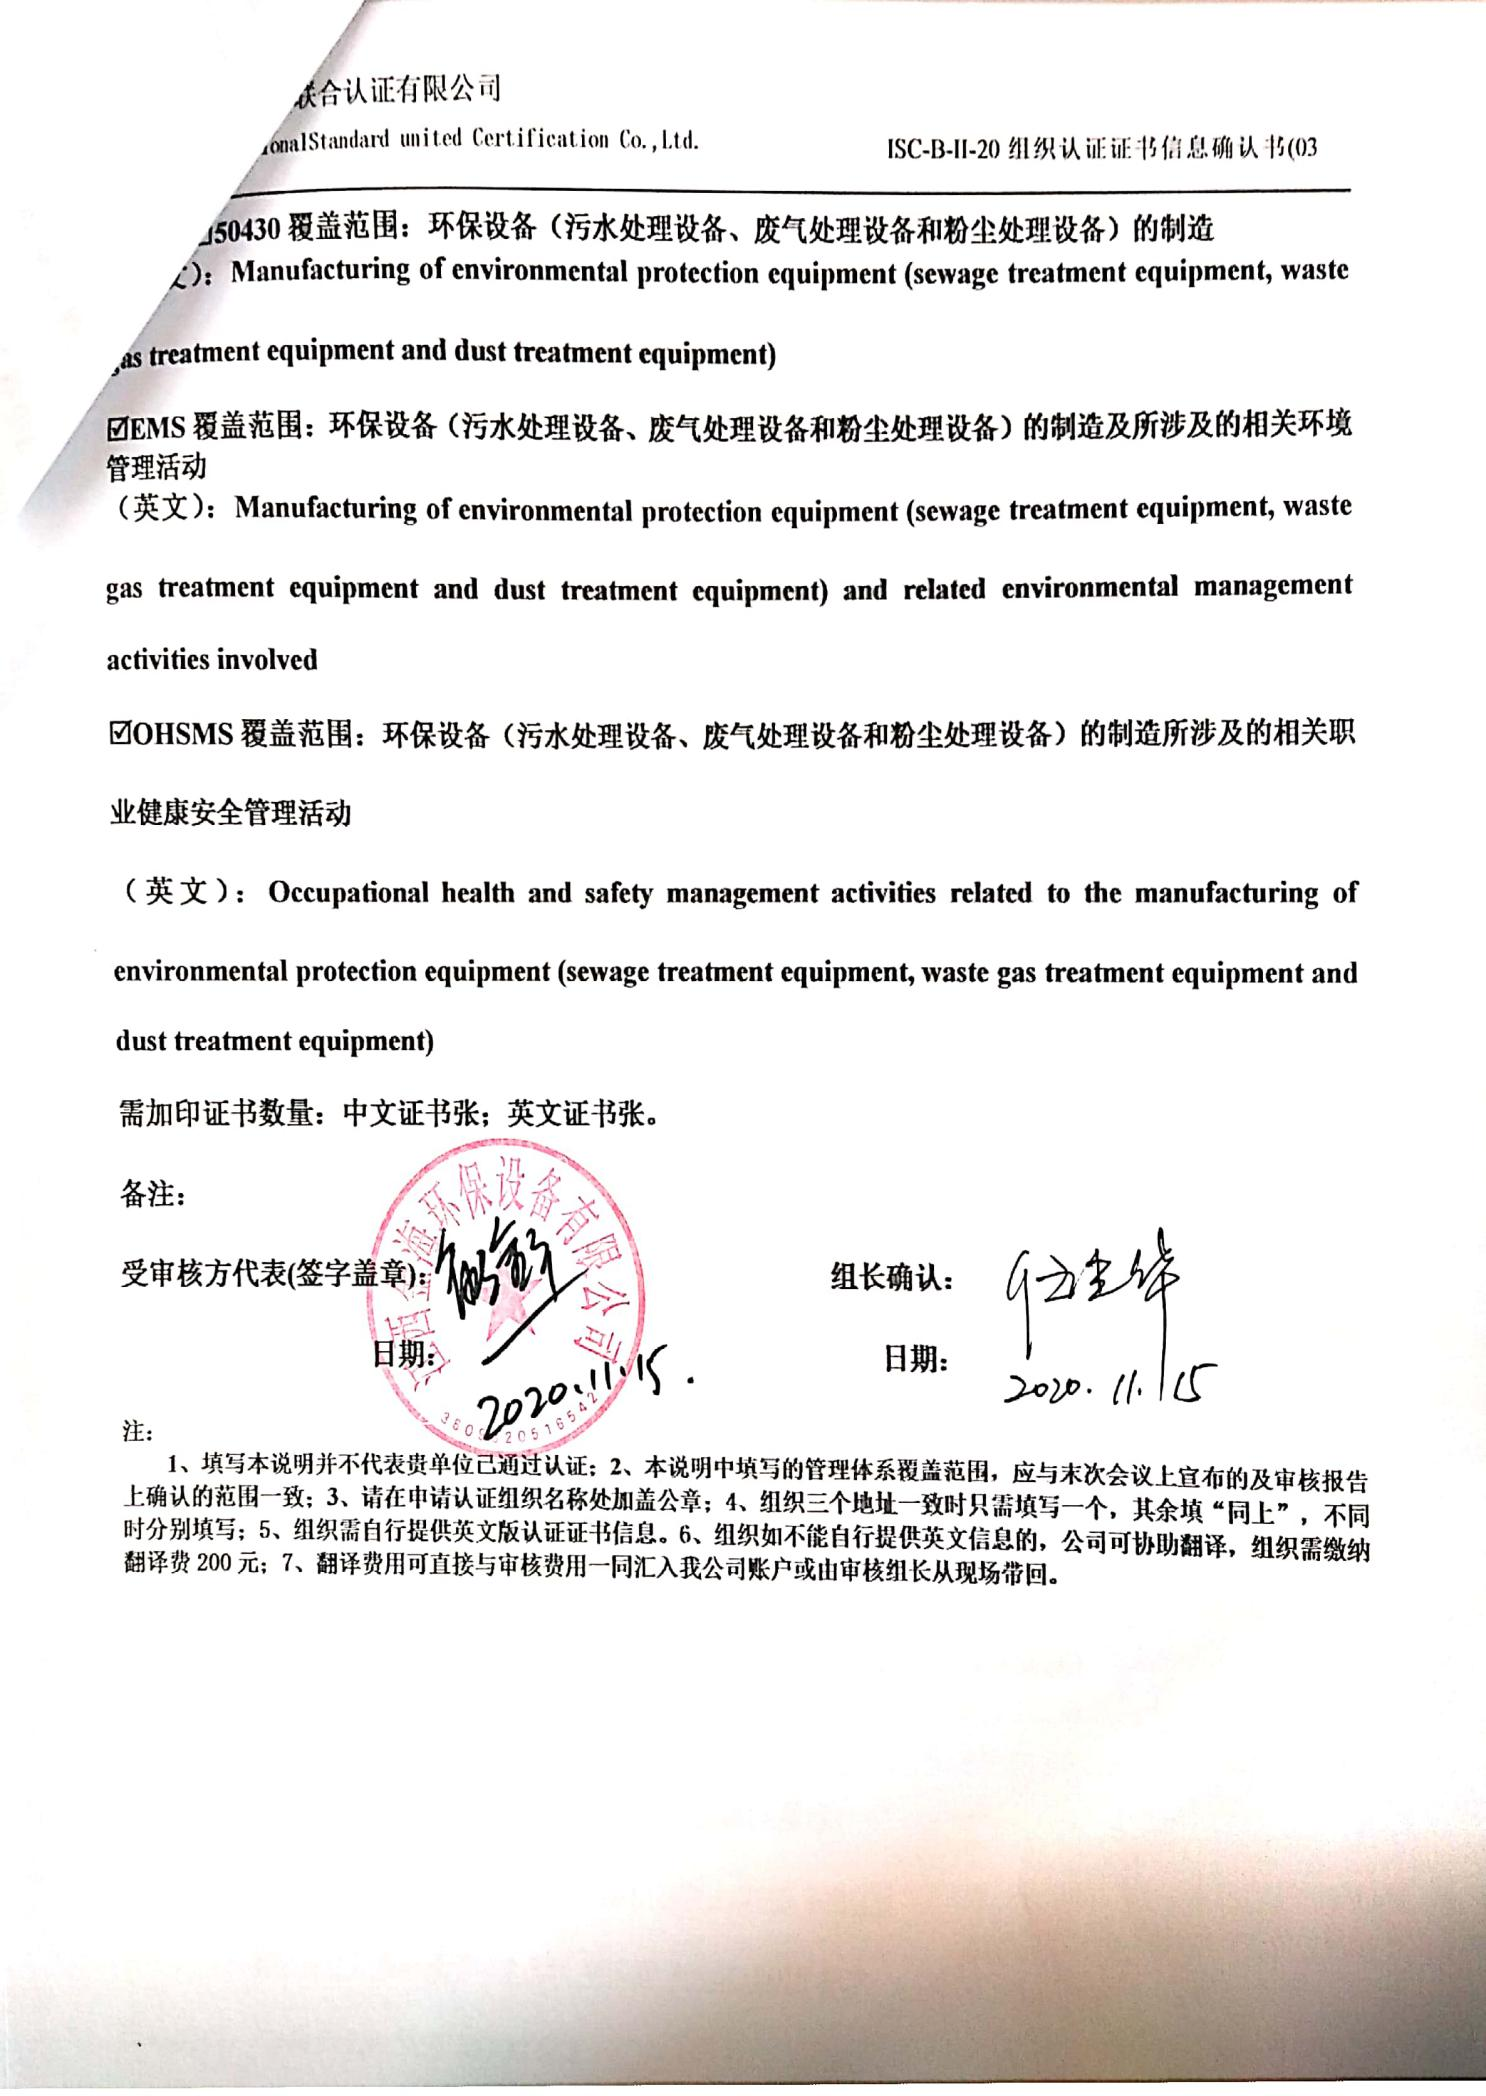 联合认证有限公司
onalStandard united Certification Co.,Ltd.
ISC-B-II-20 组织认证证书信息确认书(03
50430 覆盖范围：环保设备（污水处理设备、废气处理设备和粉尘处理设备）的制造
）：Manufacturing of environmental protection equipment (sewage treatment equipment, waste
as treatment equipment and dust treatment equipment)
☑EMS 覆盖范围：环保设备（污水处理设备、废气处理设备和粉尘处理设备）的制造及所涉及的相关环境
管理活动
（英文）：Manufacturing of environmental protection equipment (sewage treatment equipment, waste
gas treatment equipment and dust treatment equipment) and related environmental management
activities involved
☑OHSMS 覆盖范围：环保设备（污水处理设备、废气处理设备和粉尘处理设备）的制造所涉及的相关职
业健康安全管理活动
（英文）：Occupational health and safety management activities related to the manufacturing of
environmental protection equipment (sewage treatment equipment, waste gas treatment equipment and
dust treatment equipment)
需加印证书数量：中文证书张；英文证书张。
备注：
受审核方代表(签字盖章)：
组长确认：
日期：
2020.11.15.
日期：
2020.11.15
江西金海环保设备有限公司
注：
1、填写本说明并不代表贵单位已通过认证；2、本说明中填写的管理体系覆盖范围，应与末次会议上宣布的及审核报告
上确认的范围一致；3、请在申请认证组织名称处加盖公章；4、组织三个地址一致时只需填写一个，其余填“同上”，不同
时分别填写；5、组织需自行提供英文版认证证书信息。6、组织如不能自行提供英文信息的，公司可协助翻译，组织需缴纳
翻译费 200 元；7、翻译费用可直接与审核费用一同汇入我公司账户或由审核组长从现场带回。